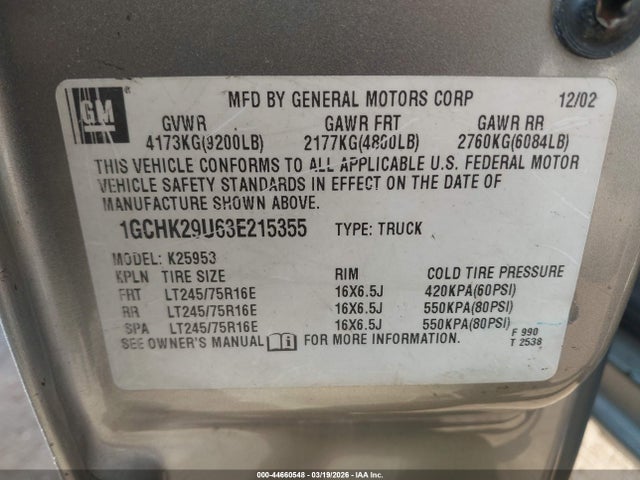 GM ® MFD BY GENERAL MOTORS CORP 12/02
GVWR GAWR FRT GAWR RR
4173KG(9200LB) 2177KG(4800LB) 2760KG(6084LB)
THIS VEHICLE CONFORMS TO ALL APPLICABLE U.S. FEDERAL MOTOR
VEHICLE SAFETY STANDARDS IN EFFECT ON THE DATE OF
MANUFACTURE SHOWN ABOVE.
1GCHK29U63E215355 TYPE: TRUCK
MODEL: K25953
KPLN TIRE SIZE RIM COLD TIRE PRESSURE
FRT LT245/75R16E 16X6.5J 420KPA(60PSI)
RR LT245/75R16E 16X6.5J 550KPA(80PSI)
SPA LT245/75R16E 16X6.5J 550KPA(80PSI)
SEE OWNER'S MANUAL i FOR MORE INFORMATION.
F 990
T 2538
000-44660548 | 03/19/2026 | IAA Inc.